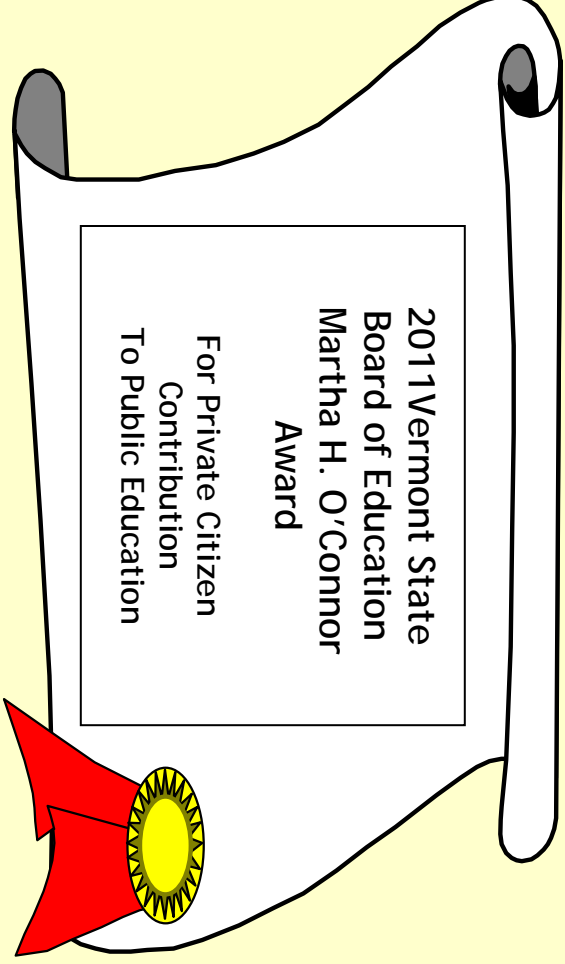 2011Vermont State
Board of Education
Martha H. O'Connor
Award
For Private Citizen
Contribution
To Public Education